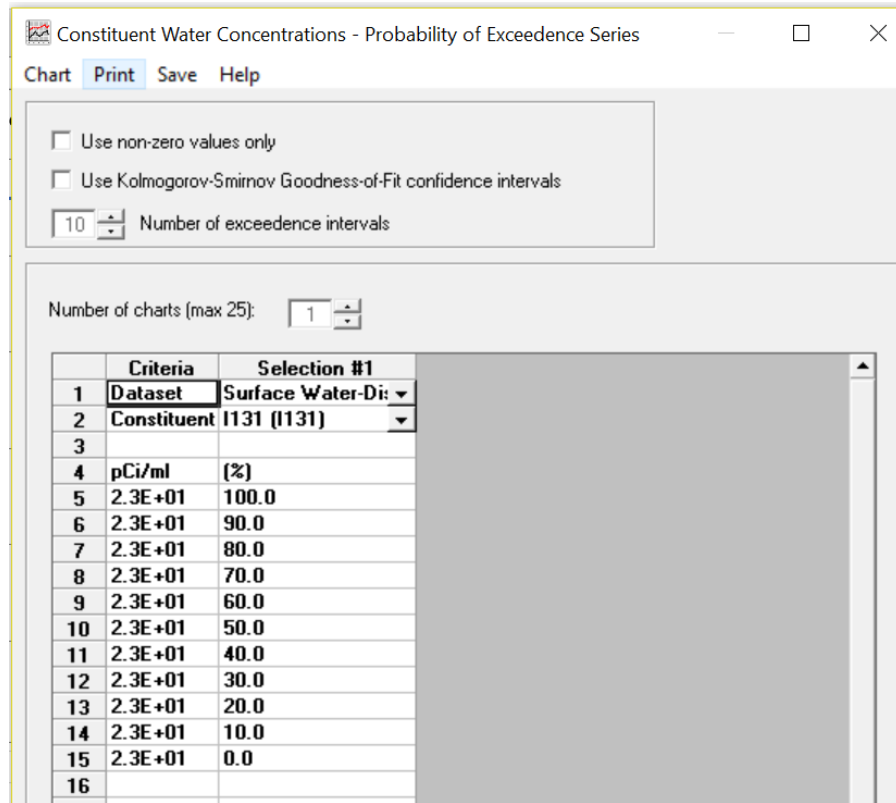 Constituent Water Concentrations - Probability of Exceedence Series
Chart Print Save Help
Use non-zero values only
Use Kolmogorov-Smirnov Goodness-of-Fit confidence intervals
10 Number of exceedence intervals
Number of charts (max 25): 1
Criteria Selection #1
1 Dataset Surface Water-Dis
2 Constituent I131 (I131)
3
4 pCi/ml (%)
5 2.3E+01 100.0
6 2.3E+01 90.0
7 2.3E+01 80.0
8 2.3E+01 70.0
9 2.3E+01 60.0
10 2.3E+01 50.0
11 2.3E+01 40.0
12 2.3E+01 30.0
13 2.3E+01 20.0
14 2.3E+01 10.0
15 2.3E+01 0.0
16